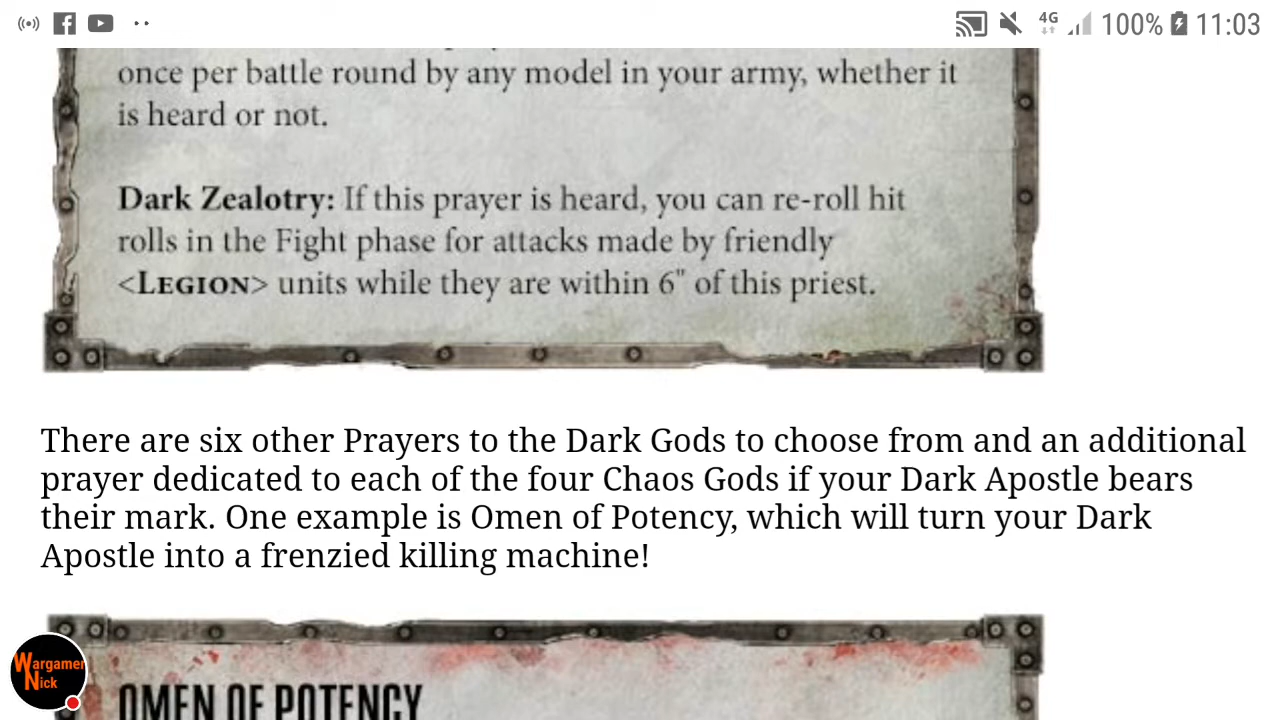 4G 100% 11:03
once per battle round by any model in your army, whether it
is heard or not.
Dark Zealotry: If this prayer is heard, you can re-roll hit
rolls in the Fight phase for attacks made by friendly
<LEGION> units while they are within 6" of this priest.
There are six other Prayers to the Dark Gods to choose from and an additional
prayer dedicated to each of the four Chaos Gods if your Dark Apostle bears
their mark. One example is Omen of Potency, which will turn your Dark
Apostle into a frenzied killing machine!
OMEN OF POTENCY
Wargamer
Nick